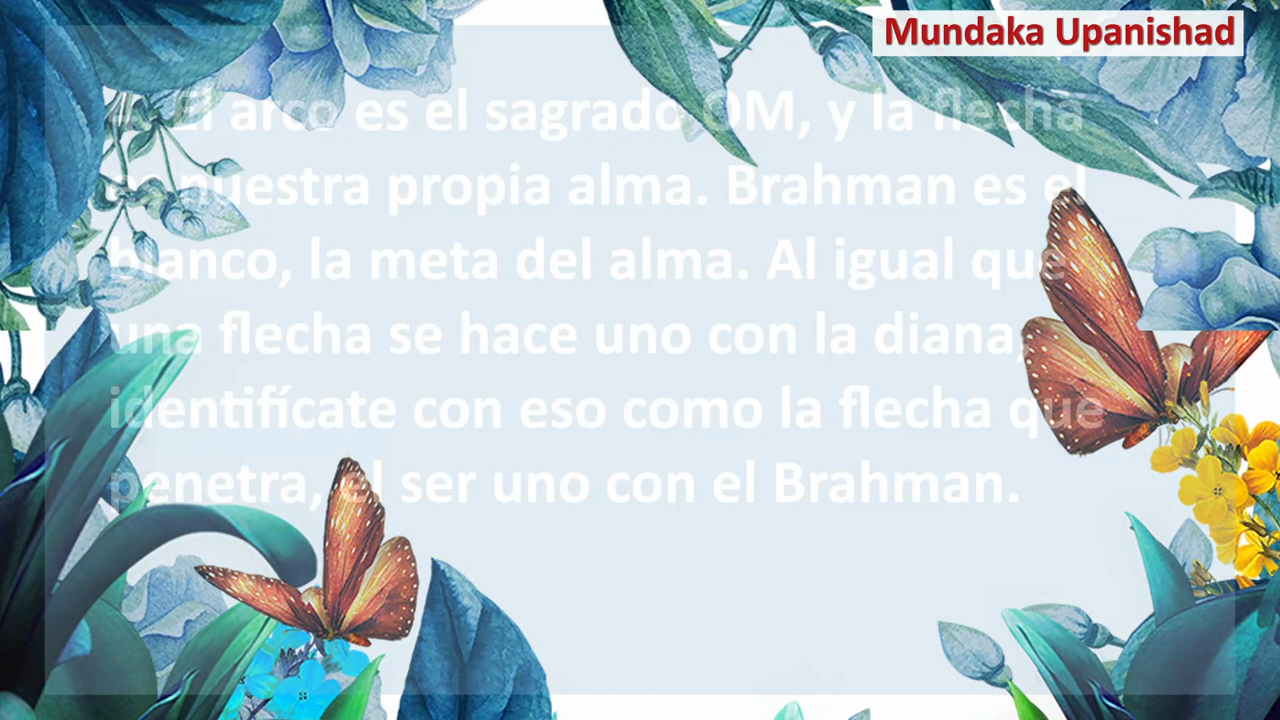 Mundaka Upanishad
4. El arco es el sagrado OM, y la flecha
es nuestra propia alma. Brahman es el
blanco, la meta del alma. Al igual que
una flecha se hace uno con la diana,
identifícate con eso como la flecha que
penetra, el ser uno con el Brahman.